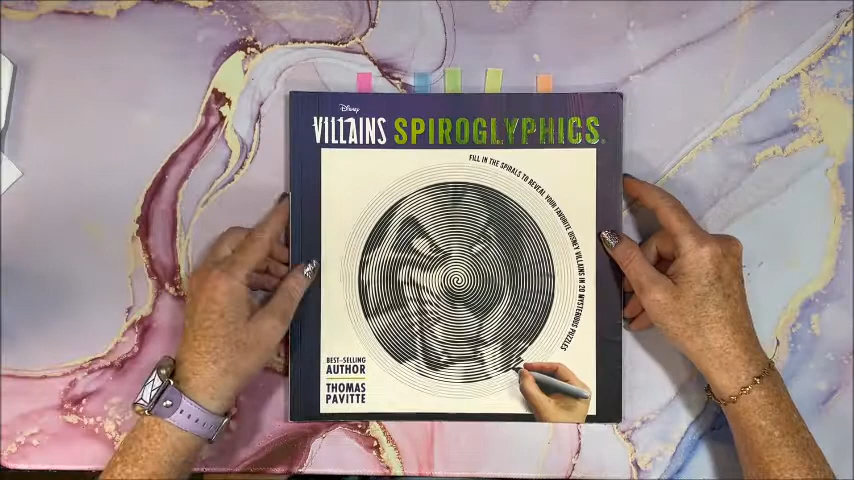 Disney
VILLAINS SPIROGLYPHICS®
FILL IN THE SPIRALS TO REVEAL YOUR FAVORITE DISNEY VILLAINS IN 20 MYSTERIOUS PUZZLES
BEST-SELLING
AUTHOR
THOMAS
PAVITTE